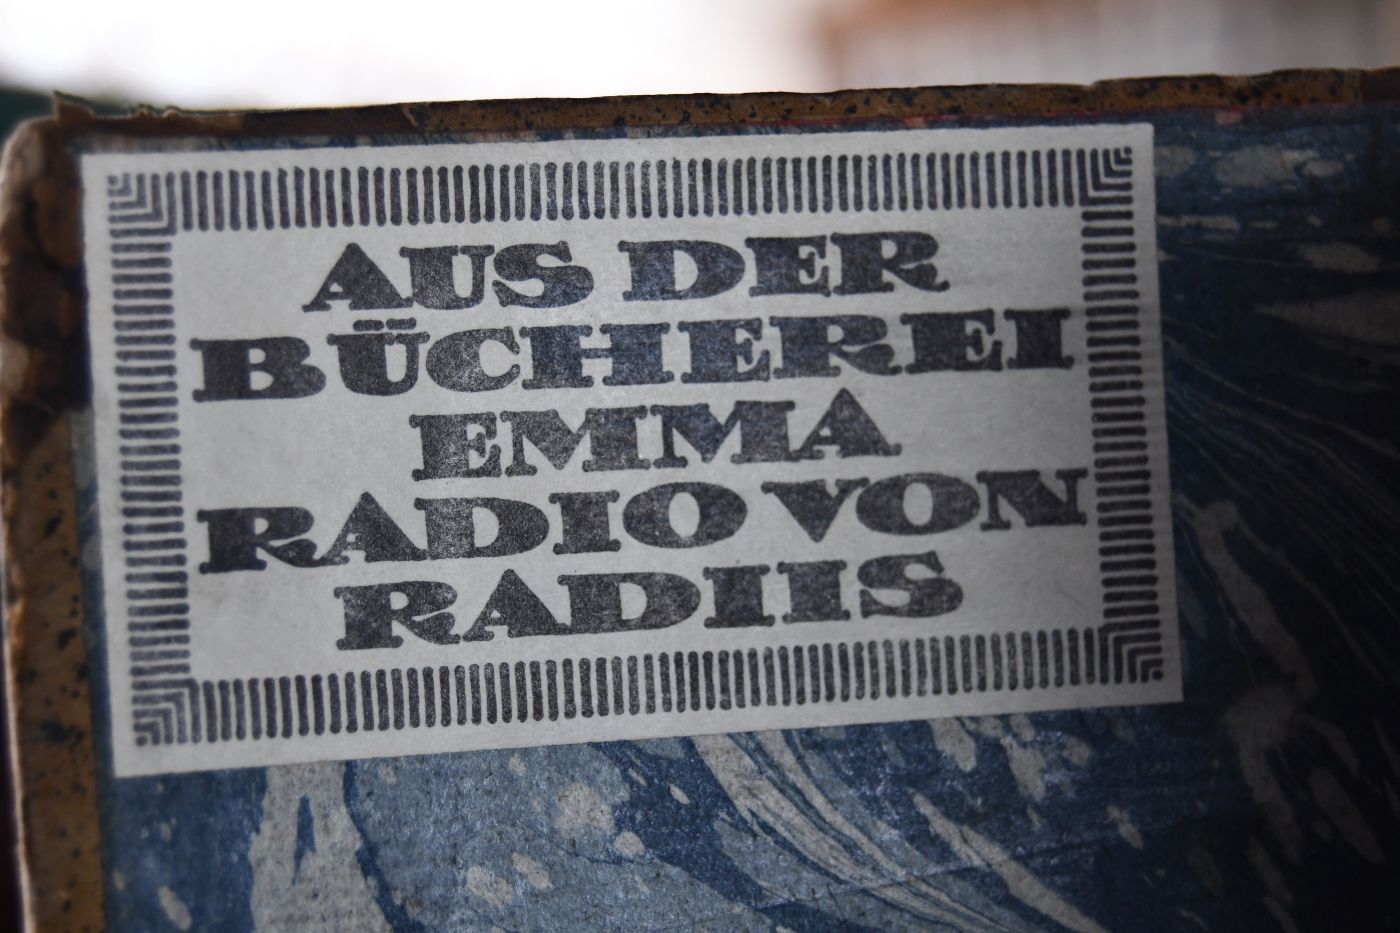 AUS DER
BÜCHEREI
EMMA
RADIO VON
RADIIS